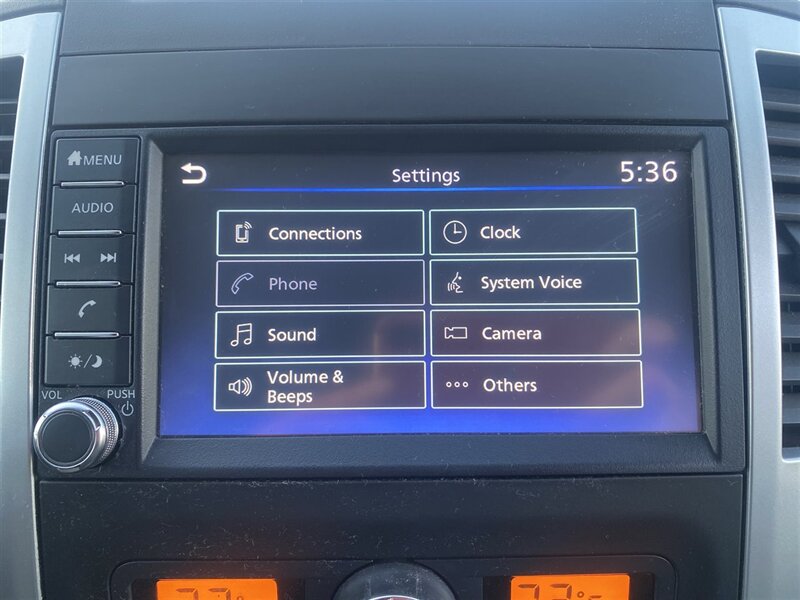 MENU
AUDIO
VOL
PUSH
Settings
5:36
Connections
Clock
Phone
System Voice
Sound
Camera
Volume &
Beeps
Others